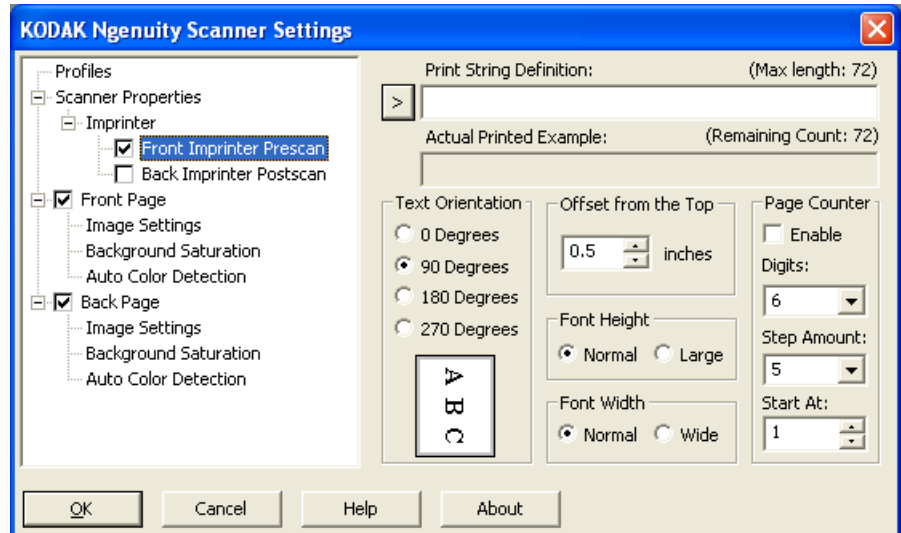 KODAK Ngenuity Scanner Settings
Profiles
Scanner Properties
Imprinter
Front Imprinter Prescan
Back Imprinter Postscan
Front Page
Image Settings
Background Saturation
Auto Color Detection
Back Page
Image Settings
Background Saturation
Auto Color Detection
Print String Definition: (Max length: 72)
>
Actual Printed Example: (Remaining Count: 72)
Text Orientation
0 Degrees
90 Degrees
180 Degrees
270 Degrees
A B C
Offset from the Top
0.5 inches
Font Height
Normal Large
Font Width
Normal Wide
Page Counter
Enable
Digits:
6
Step Amount:
5
Start At:
1
OK Cancel Help About